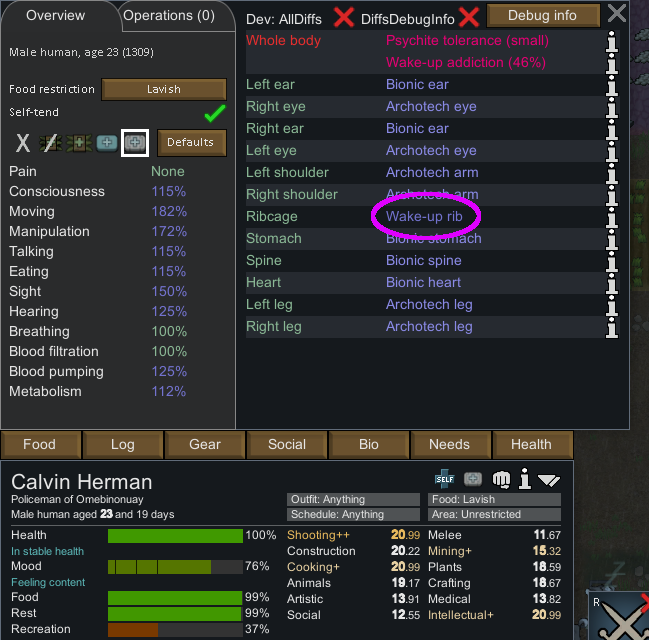 Overview
Operations (0)
Male human, age 23 (1309)
Food restriction
Lavish
Self-tend
Defaults
Pain None
Consciousness 115%
Moving 182%
Manipulation 172%
Talking 115%
Eating 115%
Sight 150%
Hearing 125%
Breathing 100%
Blood filtration 100%
Blood pumping 125%
Metabolism 112%
Dev: AllDiffs
DiffsDebugInfo
Debug info
Whole body Psychite tolerance (small)
Wake-up addiction (46%)
Left ear Bionic ear
Right eye Archotech eye
Right ear Bionic ear
Left eye Archotech eye
Left shoulder Archotech arm
Right shoulder Archotech arm
Ribcage Wake-up rib
Stomach Bionic stomach
Spine Bionic spine
Heart Bionic heart
Left leg Archotech leg
Right leg Archotech leg
Food Log Gear Social Bio Needs Health
Calvin Herman
Policeman of Omebinonuay
Male human aged 23 and 19 days
SELF
Outfit: Anything
Food: Lavish
Schedule: Anything
Area: Unrestricted
Health 100%
In stable health
Mood 76%
Feeling content
Food 99%
Rest 99%
Recreation 37%
Shooting++ 20.99
Construction 20.22
Cooking+ 20.99
Animals 19.17
Artistic 13.91
Social 12.55
Melee 11.67
Mining+ 15.32
Plants 18.59
Crafting 18.67
Medical 13.82
Intellectual+ 20.99
R